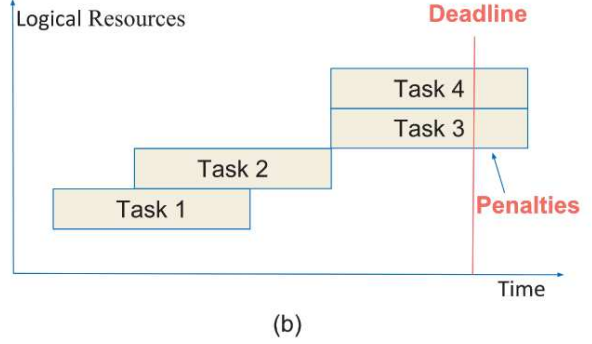 Logical Resources
Deadline
Task 4
Task 3
Task 2
Penalties
Task 1
Time
(b)